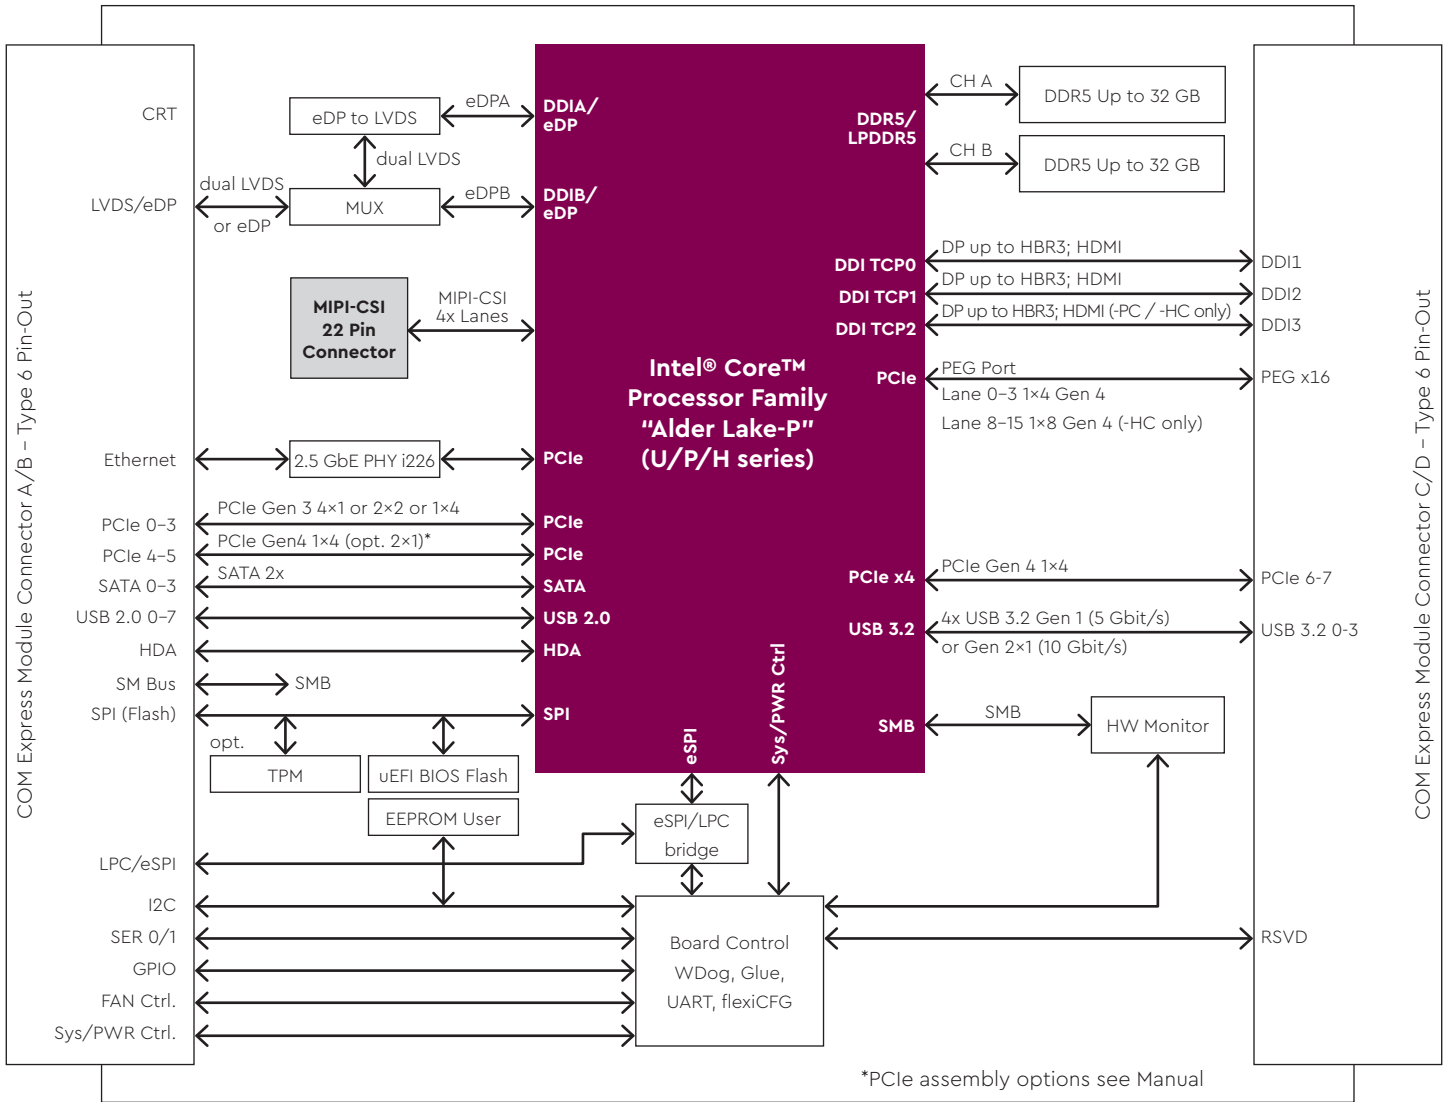 COM Express Module Connector A/B – Type 6 Pin-Out
CRT
LVDS/eDP
Ethernet
PCIe 0–3
PCIe 4–5
SATA 0–3
USB 2.0 0–7
HDA
SM Bus
SPI (Flash)
LPC/eSPI
I2C
SER 0/1
GPIO
FAN Ctrl.
Sys/PWR Ctrl.
eDP to LVDS
eDPA
dual LVDS
dual LVDS
or eDP
MUX
eDPB
MIPI-CSI
22 Pin
Connector
MIPI-CSI
4x Lanes
2.5 GbE PHY i226
PCIe Gen 3 4×1 or 2×2 or 1×4
PCIe Gen4 1×4 (opt. 2×1)*
SATA 2x
SMB
opt.
TPM
uEFI BIOS Flash
EEPROM User
DDIA/
eDP
DDIB/
eDP
PCIe
PCIe
PCIe
SATA
USB 2.0
HDA
SPI
Intel® Core™
Processor Family
“Alder Lake-P”
(U/P/H series)
eSPI
Sys/PWR Ctrl
DDR5/
LPDDR5
DDI TCP0
DDI TCP1
DDI TCP2
PCIe
PCIe x4
USB 3.2
SMB
eSPI/LPC
bridge
Board Control
WDog, Glue,
UART, flexiCFG
CH A
DDR5 Up to 32 GB
CH B
DDR5 Up to 32 GB
DP up to HBR3; HDMI
DP up to HBR3; HDMI
DP up to HBR3; HDMI (-PC / -HC only)
PEG Port
Lane 0–3 1×4 Gen 4
Lane 8–15 1×8 Gen 4 (-HC only)
PCIe Gen 4 1×4
4x USB 3.2 Gen 1 (5 Gbit/s)
or Gen 2×1 (10 Gbit/s)
SMB
HW Monitor
DDI1
DDI2
DDI3
PEG x16
PCIe 6-7
USB 3.2 0-3
RSVD
COM Express Module Connector C/D – Type 6 Pin-Out
*PCIe assembly options see Manual